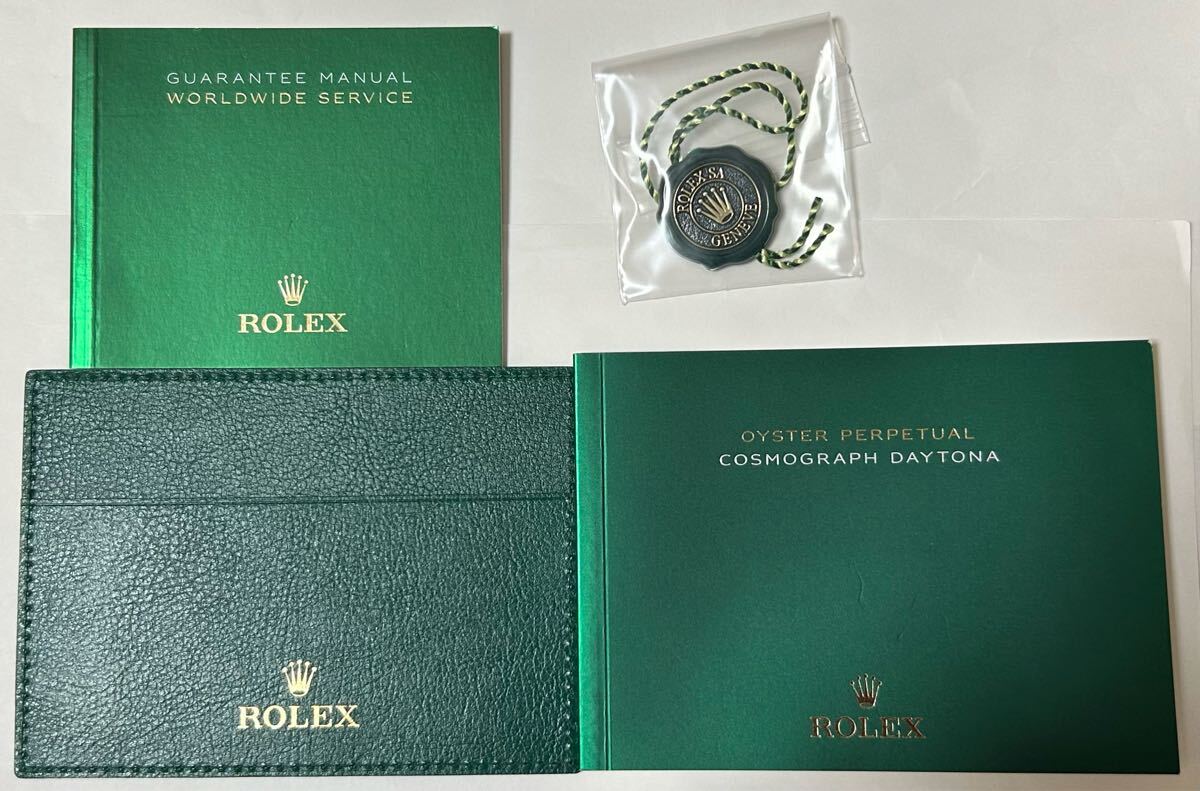 GUARANTEE MANUAL
WORLDWIDE SERVICE
ROLEX
ROLEX SA
GENEVE
ROLEX
OYSTER PERPETUAL
COSMOGRAPH DAYTONA
ROLEX